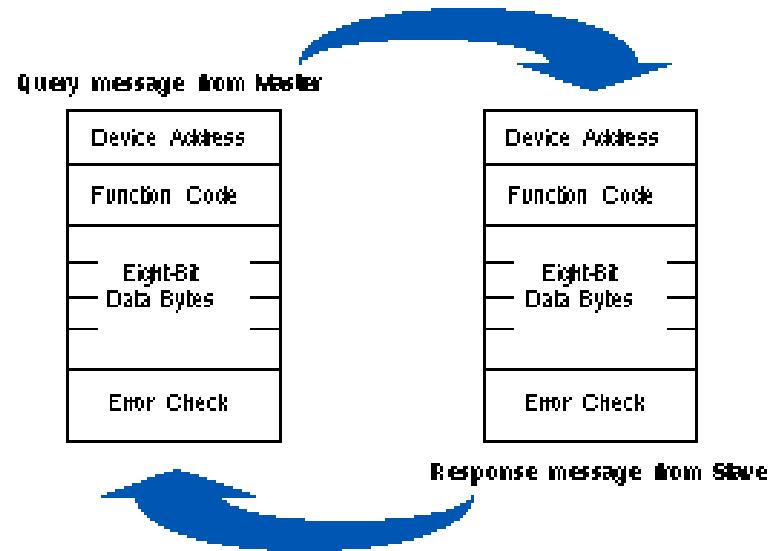 Query message from Master
Device Address
Function Code
Eight-Bit
Data Bytes
Error Check
Device Address
Function Code
Eight-Bit
Data Bytes
Error Check
Response message from Slave